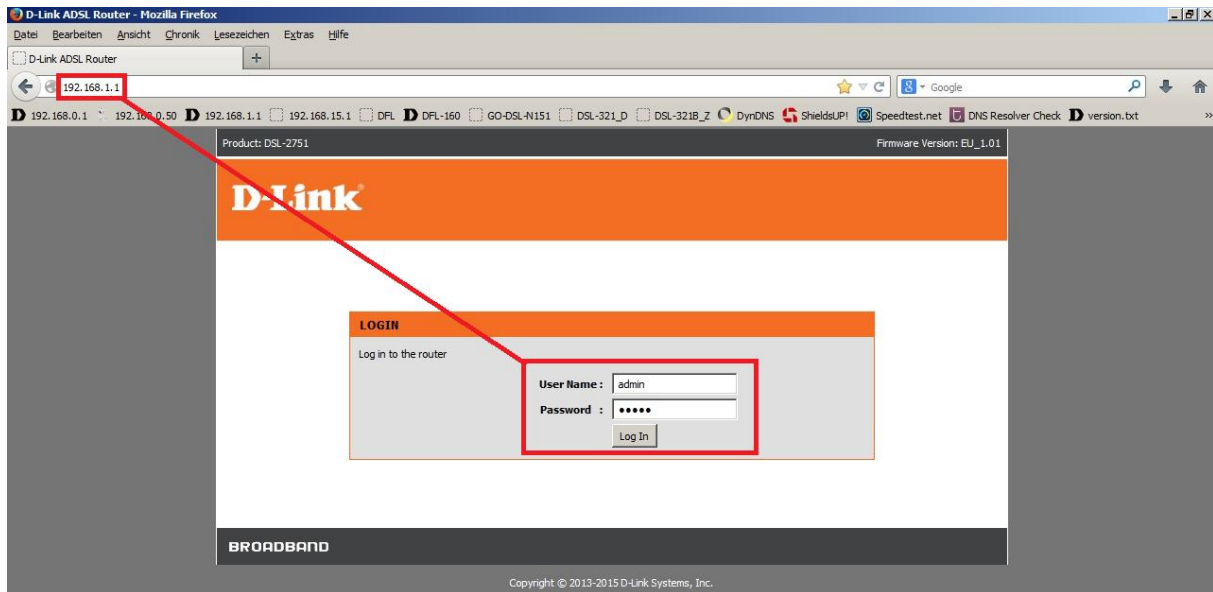 D-Link ADSL Router - Mozilla Firefox
Datei Bearbeiten Ansicht Chronik Lesezeichen Extras Hilfe
D-Link ADSL Router
192.168.1.1
Google
192.168.0.1 192.168.0.50 192.168.1.1 192.168.15.1 DFL DFL-160 GO-DSL-N151 DSL-321_D DSL-321B_Z DynDNS ShieldsUP! Speedtest.net DNS Resolver Check version.txt »
Product: DSL-2751 Firmware Version: EU_1.01
D-Link
LOGIN
Log in to the router
User Name : admin
Password : •••••
Log In
BROADBAND
Copyright © 2013-2015 D-Link Systems, Inc.